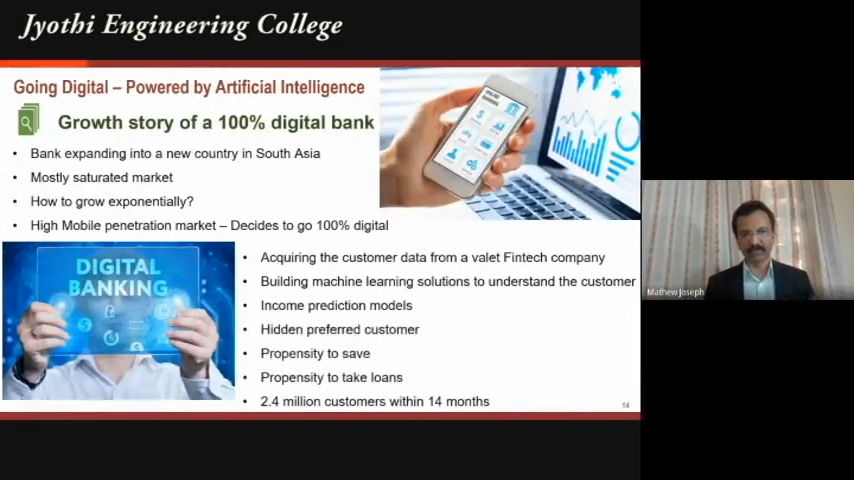 Jyothi Engineering College
Going Digital – Powered by Artificial Intelligence
Growth story of a 100% digital bank
• Bank expanding into a new country in South Asia
• Mostly saturated market
• How to grow exponentially?
• High Mobile penetration market – Decides to go 100% digital
DIGITAL
BANKING
• Acquiring the customer data from a valet Fintech company
• Building machine learning solutions to understand the customer
• Income prediction models
• Hidden preferred customer
• Propensity to save
• Propensity to take loans
• 2.4 million customers within 14 months
14
Mathew Joseph